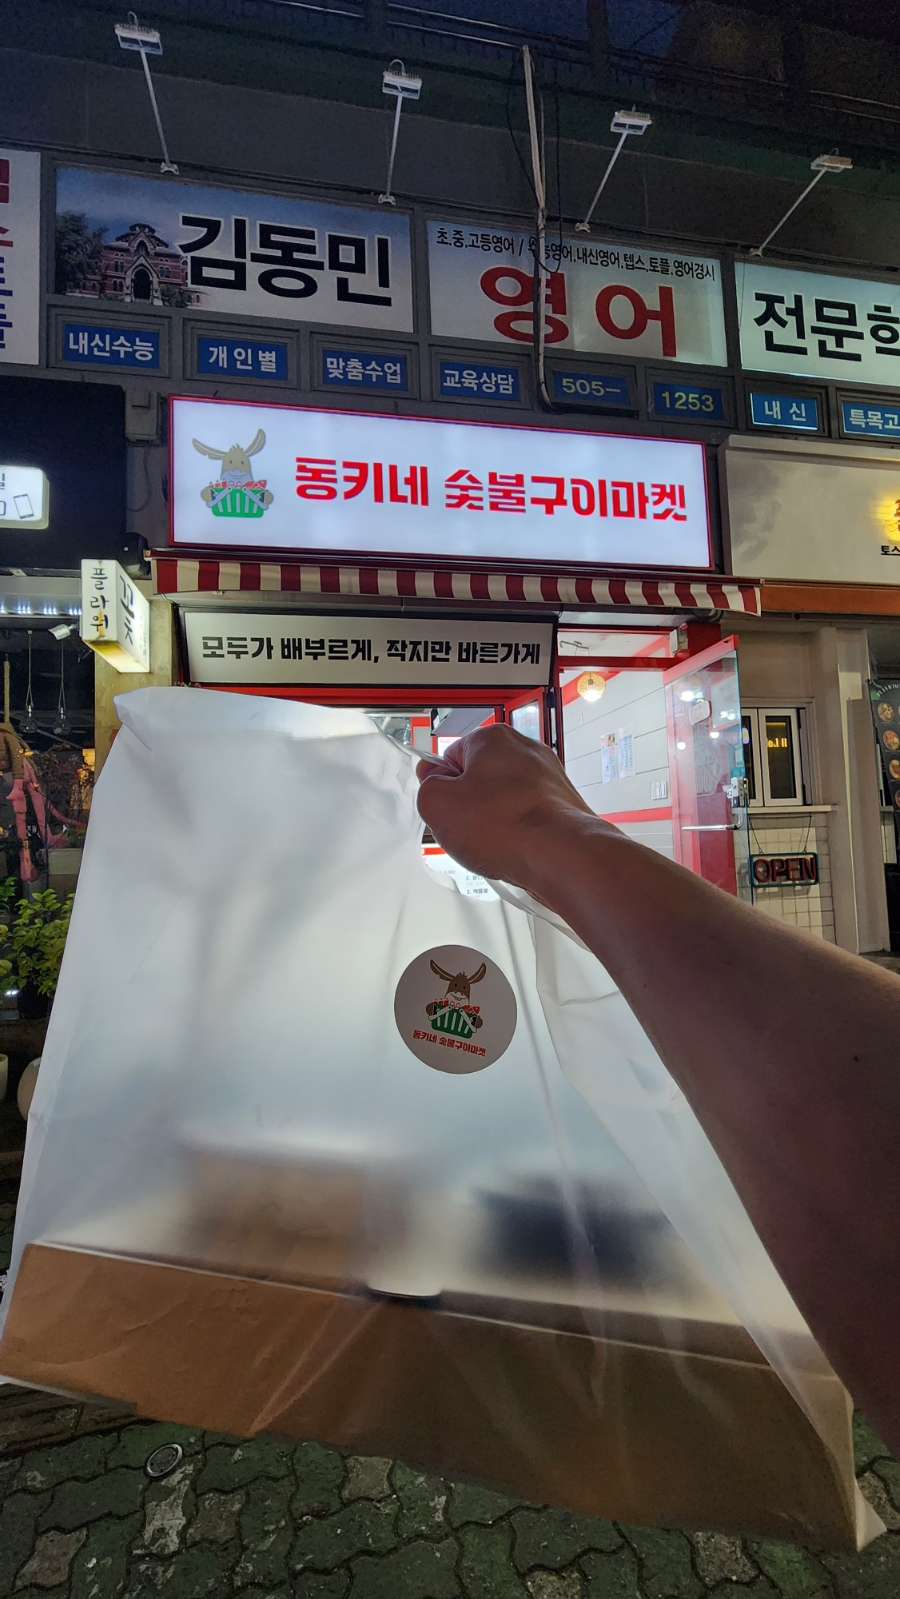 김동민
초.중.고등영어 / 수능영어.내신영어.텝스.토플.영어경시
영어
전문학
내신수능
개인별
맞춤수업
교육상담
505-
1253
내신
특목고
동키네 숯불구이마켓
플라워
꼬치
모두가 배부르게, 작지만 바른가게
OPEN
동키네 숯불구이마켓